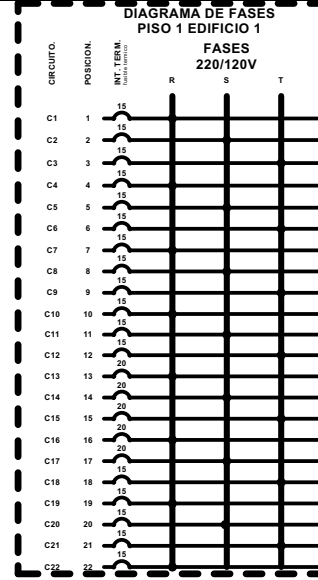 DIAGRAMA DE FASES
PISO 1 EDIFICIO 1
CIRCUITO.
POSICION.
INT. TERM.
fusible termico
FASES
220/120V
R S T
15
C1 1
15
C2 2
15
C3 3
15
C4 4
15
C5 5
15
C6 6
15
C7 7
15
C8 8
15
C9 9
15
C10 10
15
C11 11
15
C12 12
20
C13 13
20
C14 14
20
C15 15
20
C16 16
20
C17 17
15
C18 18
15
C19 19
15
C20 20
15
C21 21
15
C22 22